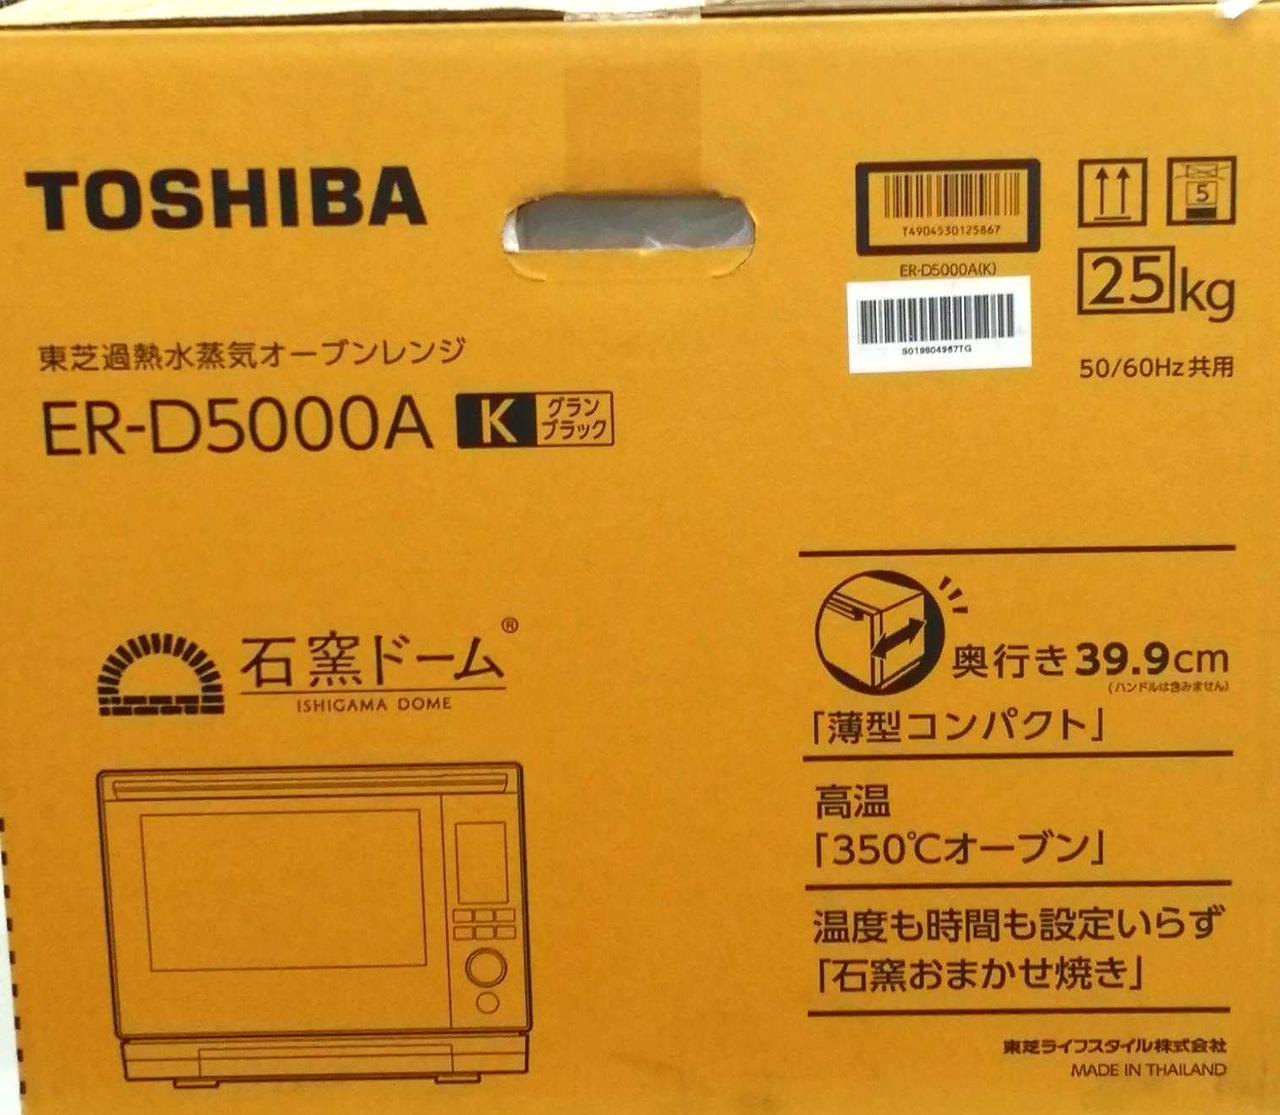 TOSHIBA
東芝過熱水蒸気オーブンレンジ
ER-D5000A K グラン
ブラック
T4904530125867
ER-D5000A(K)
S019804967TG
5
25kg
50/60Hz共用
石窯ドーム®
ISHIGAMA DOME
奥行き39.9cm
(ハンドルは含みません)
「薄型コンパクト」
高温
「350℃オーブン」
温度も時間も設定いらず
「石窯おまかせ焼き」
東芝ライフスタイル株式会社
MADE IN THAILAND